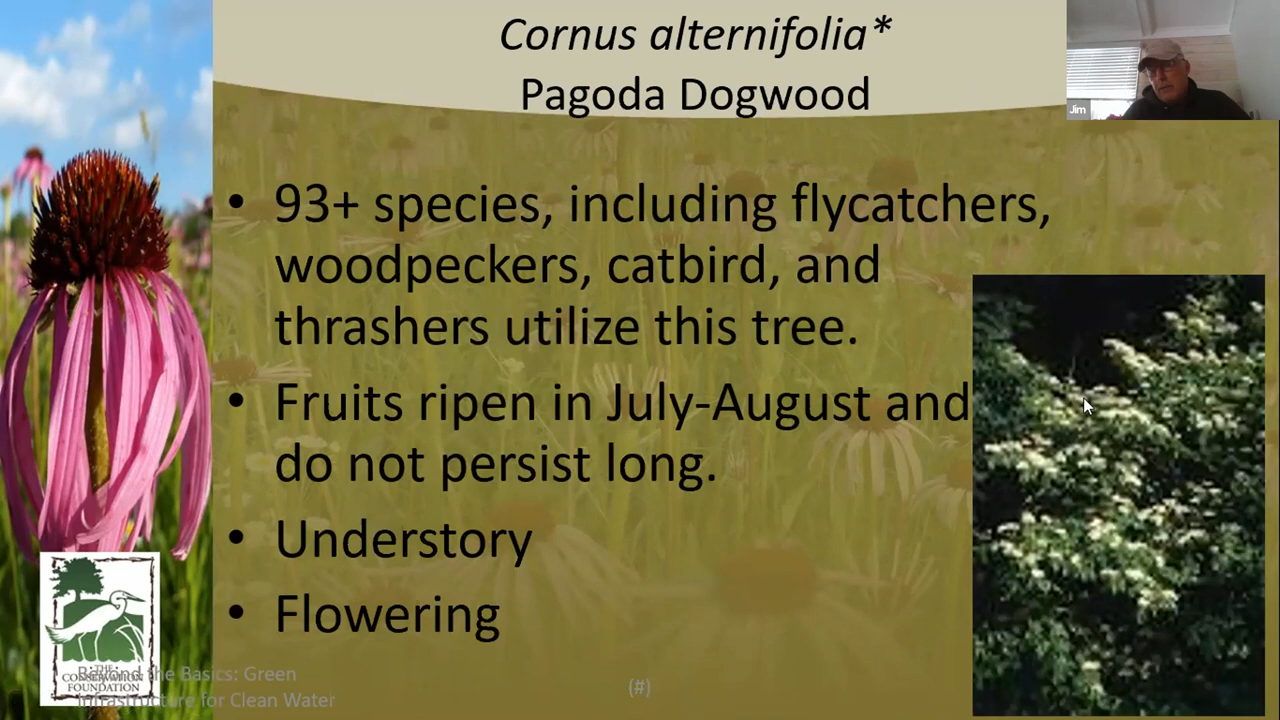 Cornus alternifolia*
Pagoda Dogwood
Jim
• 93+ species, including flycatchers,
woodpeckers, catbird, and
thrashers utilize this tree.
• Fruits ripen in July-August and
do not persist long.
• Understory
• Flowering
THE
CONSERVATION
FOUNDATION
Beyond the Basics: Green
Infrastructure for Clean Water
(#)